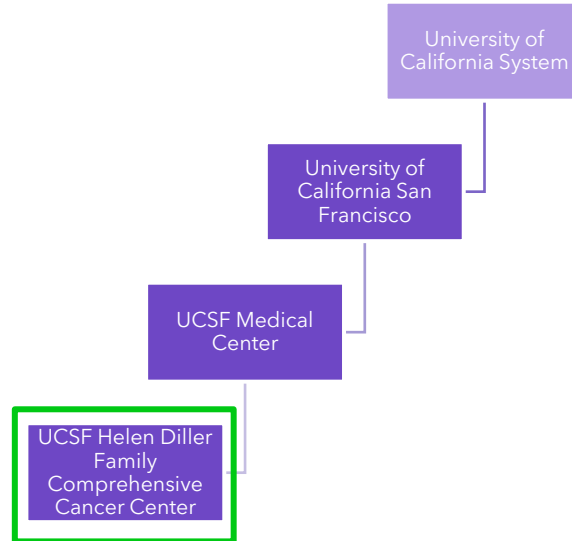 University of
California System
University of
California San
Francisco
UCSF Medical
Center
UCSF Helen Diller
Family
Comprehensive
Cancer Center